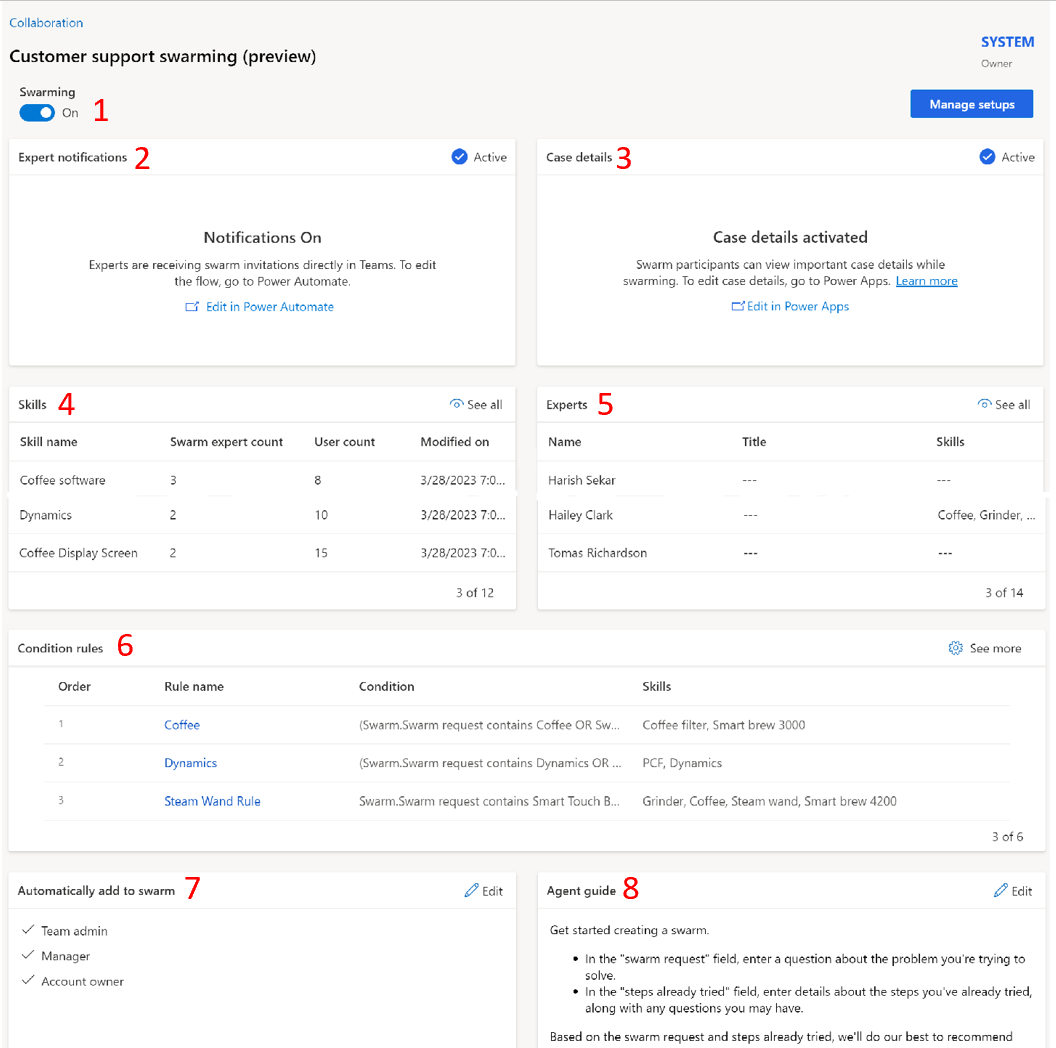 Collaboration
Customer support swarming (preview)
SYSTEM
Owner
Swarming
On 1
Manage setups
Expert notifications 2 Active
Notifications On
Experts are receiving swarm invitations directly in Teams. To edit
the flow, go to Power Automate.
Edit in Power Automate
Case details 3 Active
Case details activated
Swarm participants can view important case details while
swarming. To edit case details, go to Power Apps. Learn more
Edit in Power Apps
Skills 4 See all
Skill name Swarm expert count User count Modified on
Coffee software 3 8 3/28/2023 7:0...
Dynamics 2 10 3/28/2023 7:0...
Coffee Display Screen 2 15 3/28/2023 7:0...
3 of 12
Experts 5 See all
Name Title Skills
Harish Sekar --- ---
Hailey Clark --- Coffee, Grinder, ...
Tomas Richardson --- ---
3 of 14
Condition rules 6 See more
Order Rule name Condition Skills
1 Coffee (Swarm.Swarm request contains Coffee OR Sw... Coffee filter, Smart brew 3000
2 Dynamics (Swarm.Swarm request contains Dynamics OR ... PCF, Dynamics
3 Steam Wand Rule Swarm.Swarm request contains Smart Touch B... Grinder, Coffee, Steam wand, Smart brew 4200
3 of 6
Automatically add to swarm 7 Edit
Team admin
Manager
Account owner
Agent guide 8 Edit
Get started creating a swarm.
• In the "swarm request" field, enter a question about the problem you're trying to
solve.
• In the "steps already tried" field, enter details about the steps you've already tried,
along with any questions you may have.
Based on the swarm request and steps already tried, we'll do our best to recommend